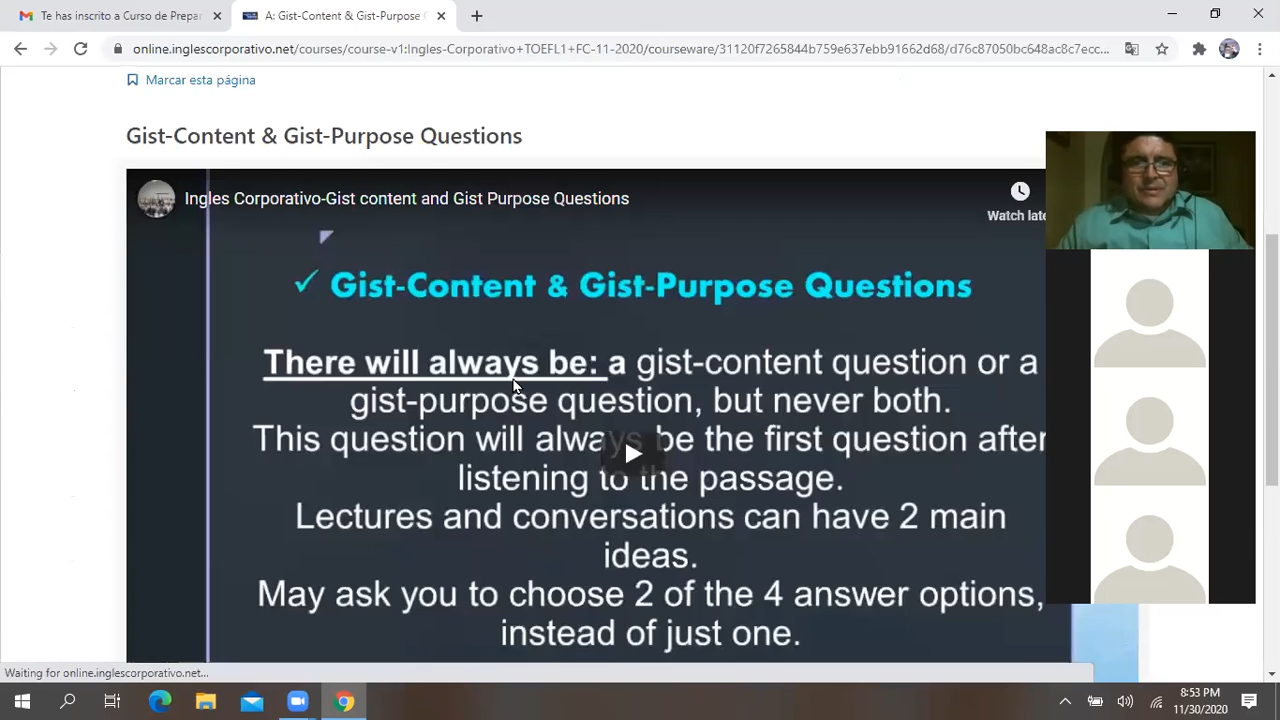 Te has inscrito a Curso de Prepar
A: Gist-Content & Gist-Purpose Q
online.inglescorporativo.net/courses/course-v1:Ingles-Corporativo+TOEFL1+FC-11-2020/courseware/31120f7265844b759e637ebb91662d68/d76c87050bc648ac8c7ecc...
Marcar esta página
Gist-Content & Gist-Purpose Questions
Ingles Corporativo-Gist content and Gist Purpose Questions
Watch late
✓ Gist-Content & Gist-Purpose Questions
There will always be: a gist-content question or a
gist-purpose question, but never both.
This question will always be the first question after
listening to the passage.
Lectures and conversations can have 2 main
ideas.
May ask you to choose 2 of the 4 answer options,
instead of just one.
Waiting for online.inglescorporativo.net...
8:53 PM
11/30/2020